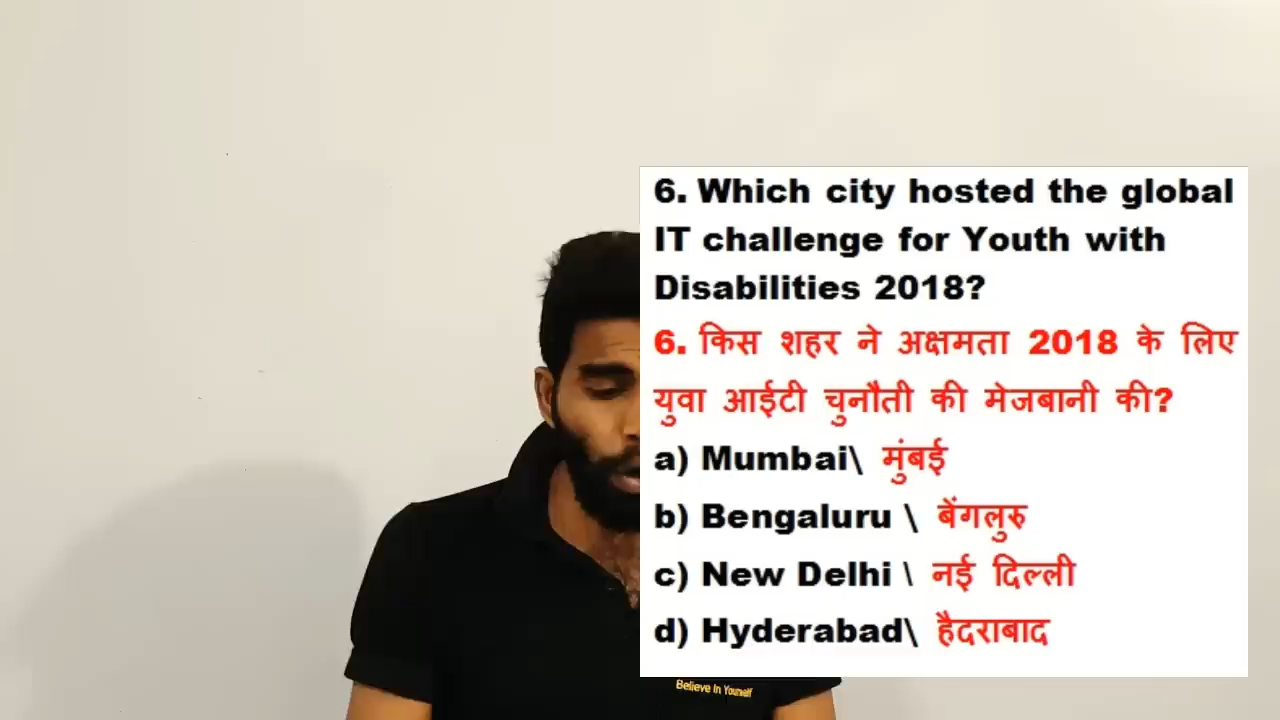 6. Which city hosted the global
IT challenge for Youth with
Disabilities 2018?
6. किस शहर ने अक्षमता 2018 के लिए
युवा आईटी चुनौती की मेजबानी की?
a) Mumbai\ मुंबई
b) Bengaluru \ बेंगलुरु
c) New Delhi \ नई दिल्ली
d) Hyderabad\ हैदराबाद
Believe In Yourself